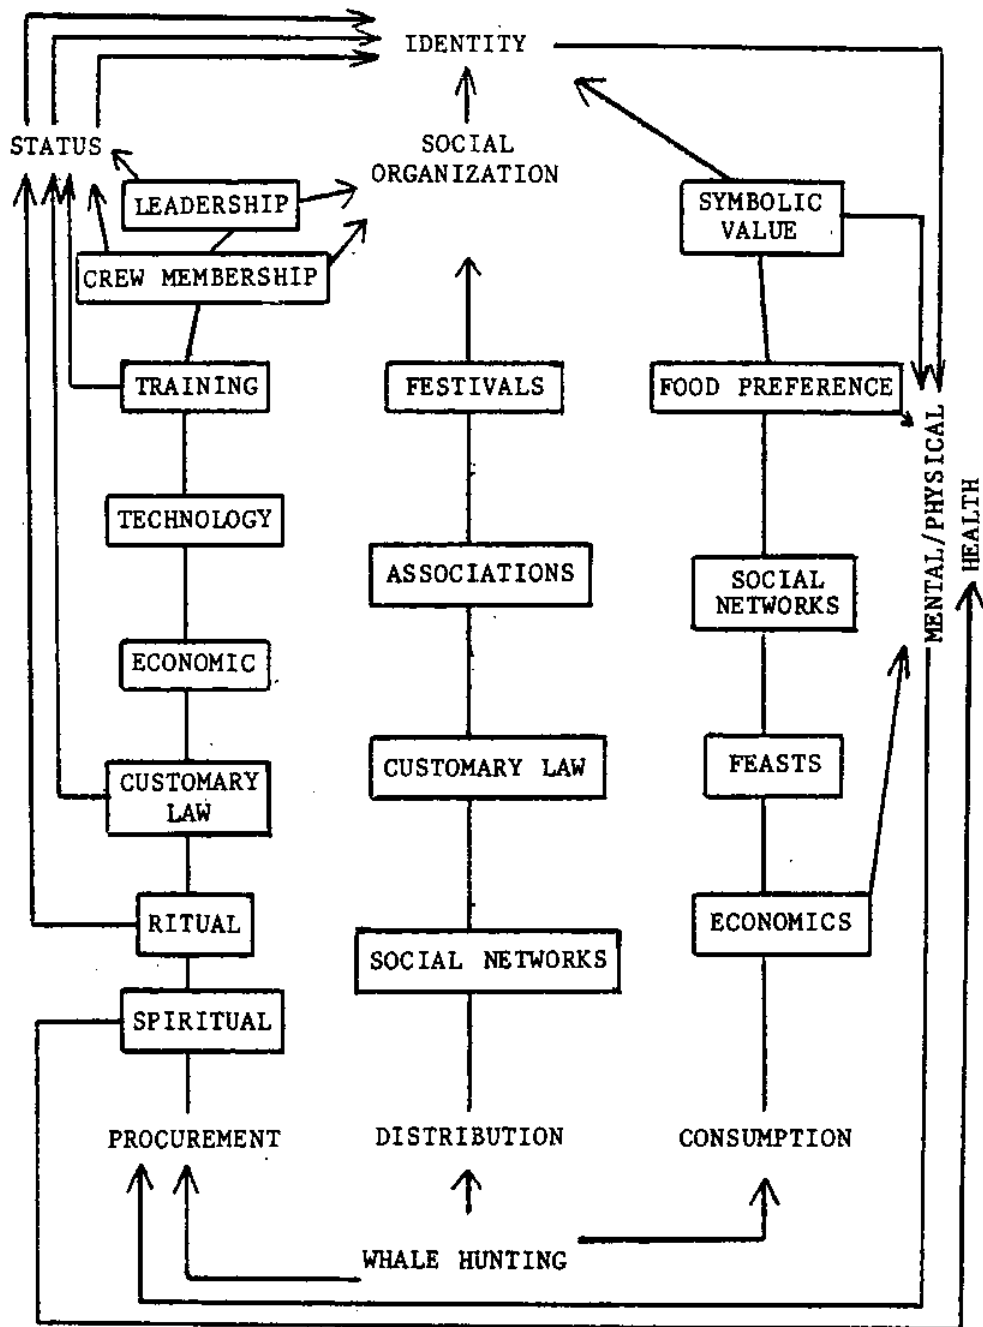 IDENTITY
STATUS
SOCIAL
ORGANIZATION
LEADERSHIP
SYMBOLIC
VALUE
CREW MEMBERSHIP
TRAINING
FESTIVALS
FOOD PREFERENCE
MENTAL/PHYSICAL
HEALTH
TECHNOLOGY
ASSOCIATIONS
SOCIAL
NETWORKS
ECONOMIC
CUSTOMARY
LAW
CUSTOMARY LAW
FEASTS
RITUAL
SOCIAL NETWORKS
ECONOMICS
SPIRITUAL
PROCUREMENT
DISTRIBUTION
CONSUMPTION
WHALE HUNTING